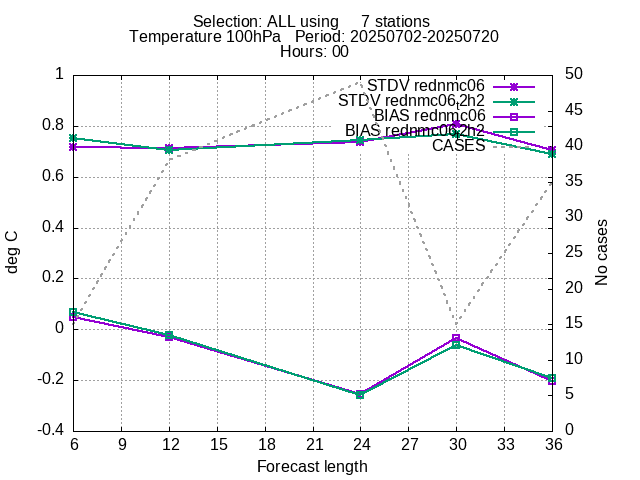 Selection: ALL using 7 stations
Temperature 100hPa Period: 20250702-20250720
Hours: 00
STDV rednmc06
STDV rednmc06.2h2
BIAS rednmc06
BIAS rednmc06.2h2
CASES
1
0.8
0.6
0.4
0.2
0
-0.2
-0.4
deg C
50
45
40
35
30
25
20
15
10
5
0
No cases
6 9 12 15 18 21 24 27 30 33 36
Forecast length